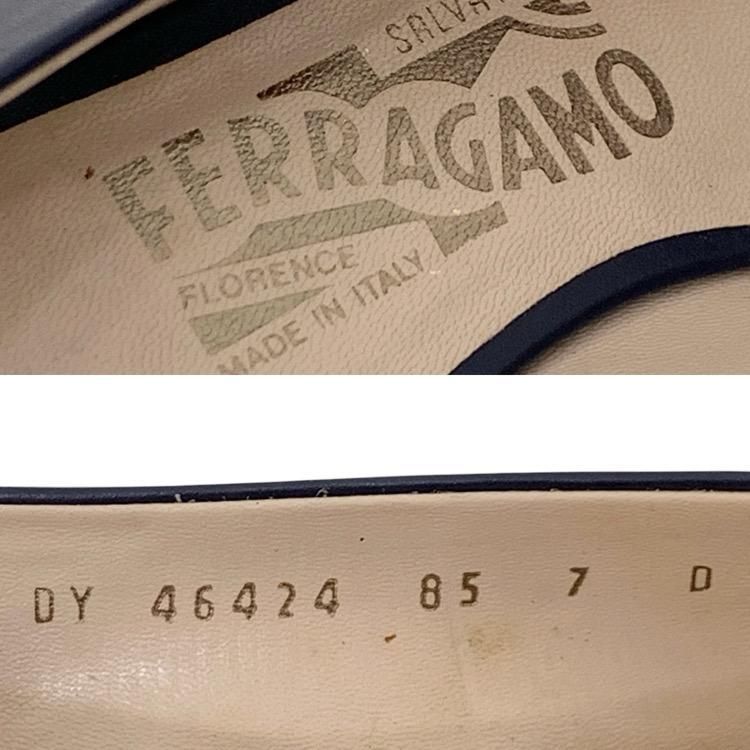 FERRAGAMO
FLORENCE
MADE IN ITALY
DY 46424 85 7 D